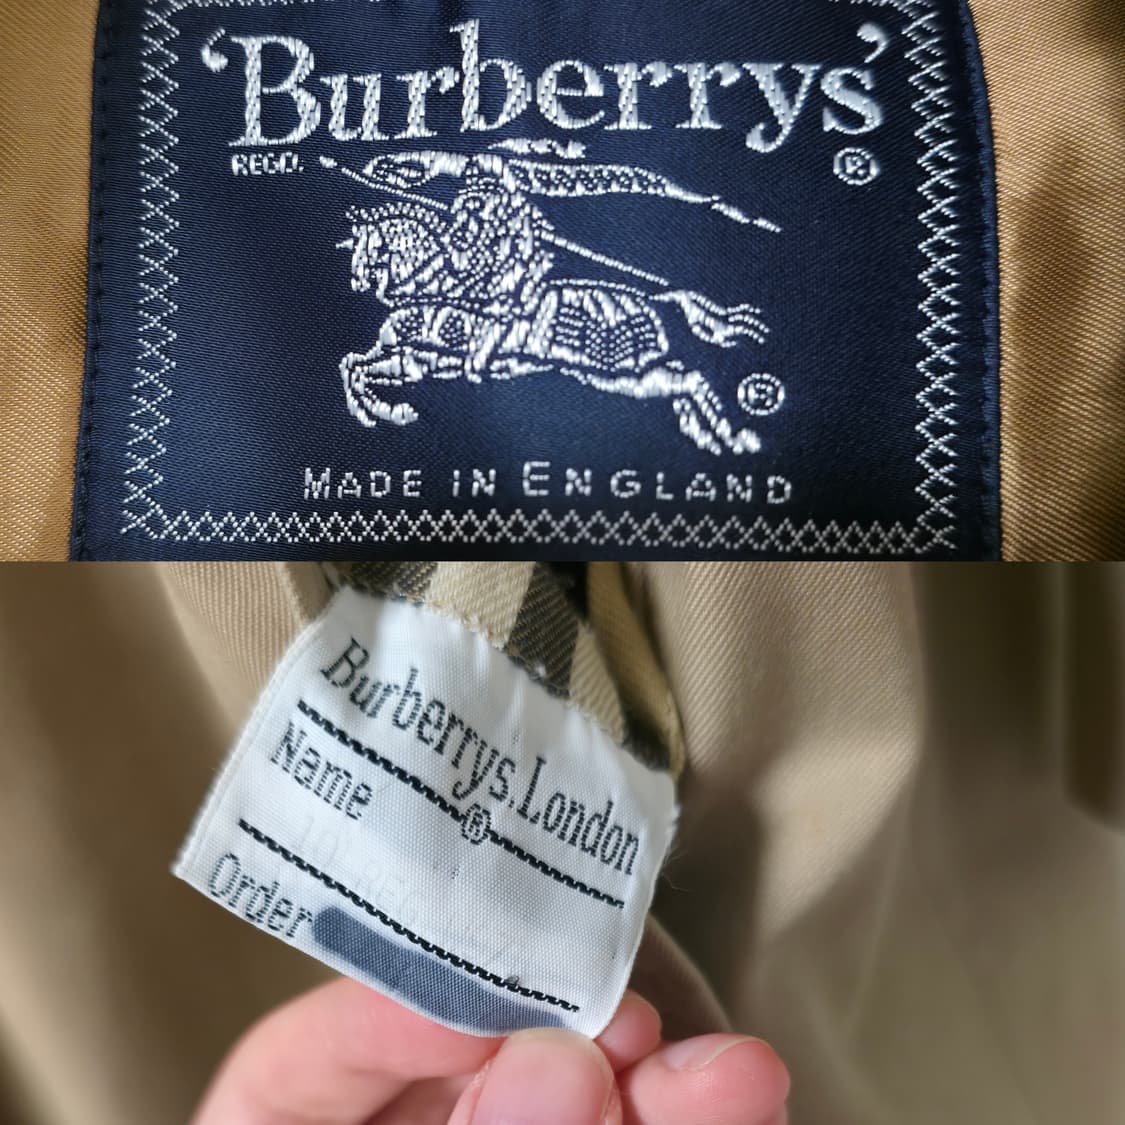 'Burberrys'
REGD. ®
®
MADE IN ENGLAND
Burberrys, London
®
Name
Order